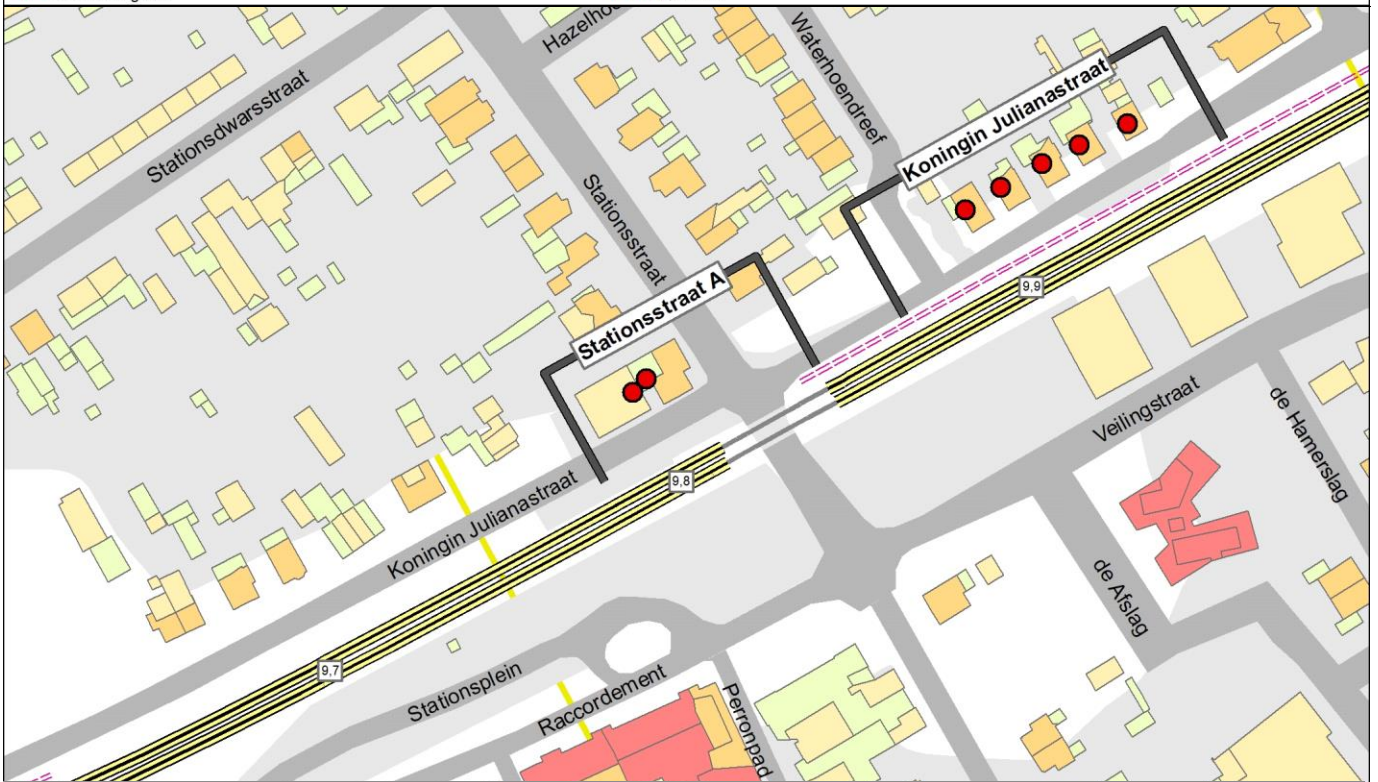 Hazelhoe
Waterhoendreef
Koningin Julianastraat
Stationsdwarsstraat
Stationsstraat
Stationsstraat A
9,9
Veilingstraat
de Hamerslag
9,8
Koningin Julianastraat
de Afslag
9,7
Stationsplein
Raccordement
Perronpad